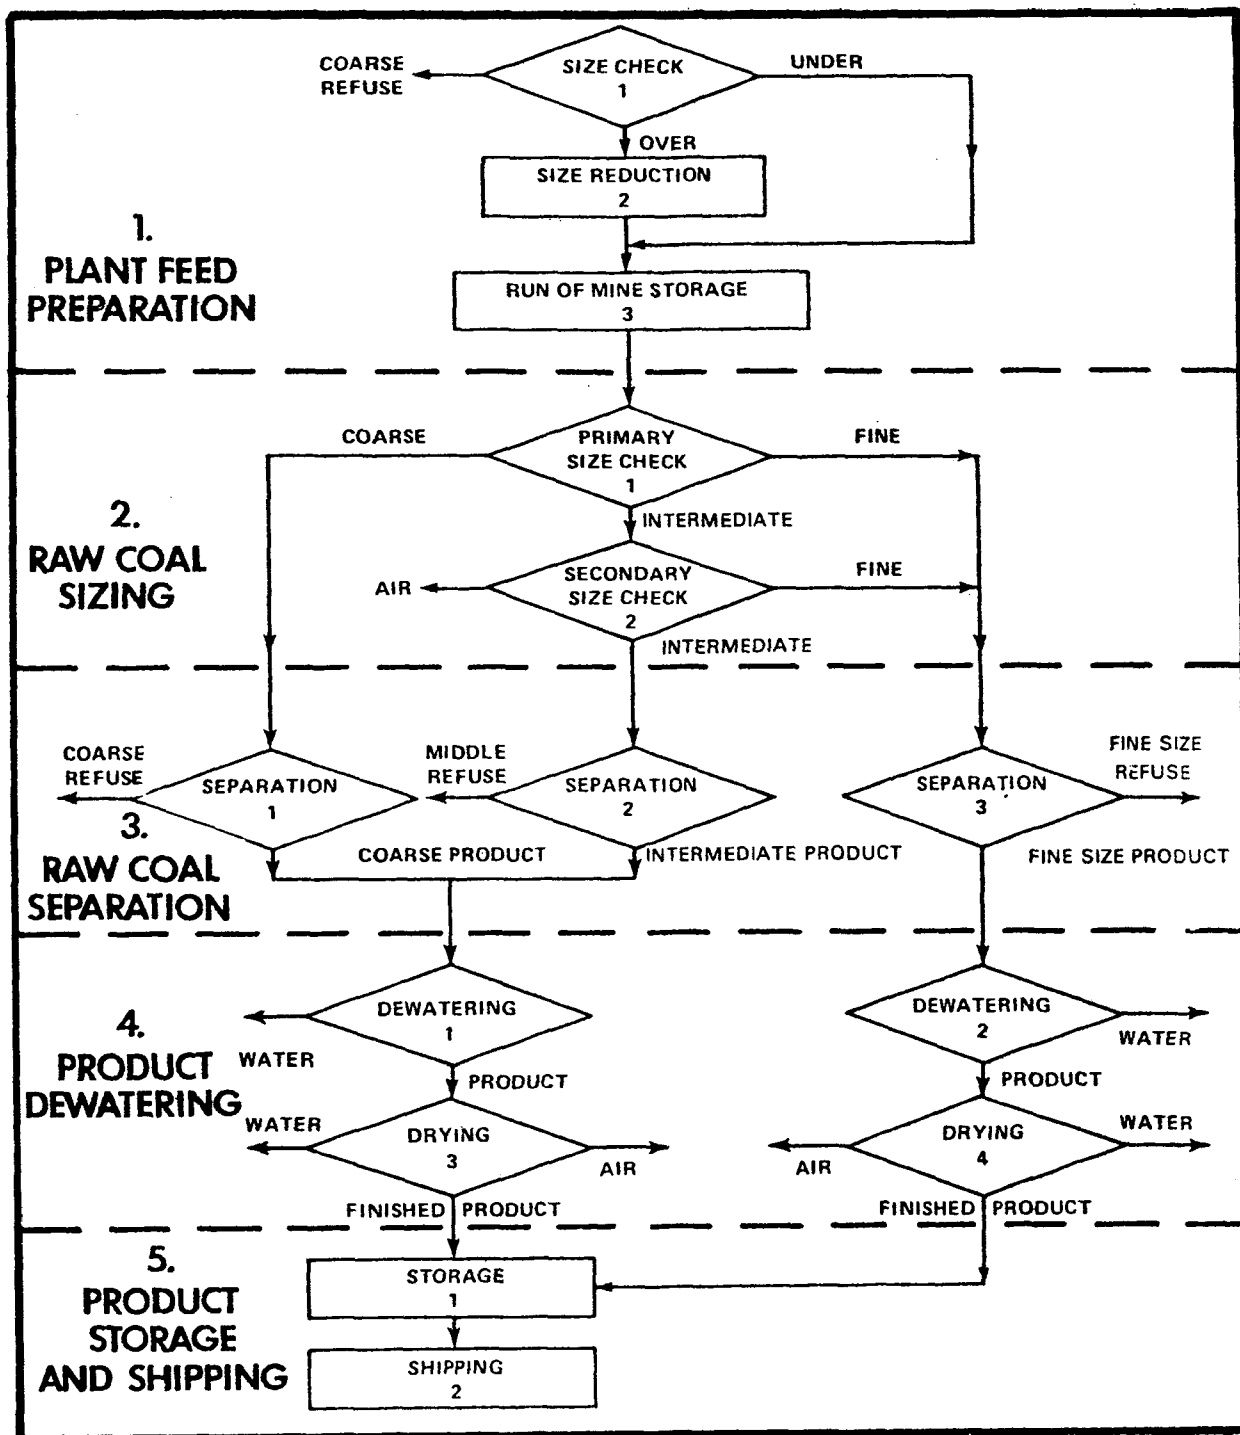 SIZE CHECK
1
COARSE
REFUSE
UNDER
OVER
SIZE REDUCTION
2
1.
PLANT FEED
PREPARATION
RUN OF MINE STORAGE
3
COARSE
PRIMARY
SIZE CHECK
1
FINE
INTERMEDIATE
2.
RAW COAL
SIZING
AIR
SECONDARY
SIZE CHECK
2
FINE
INTERMEDIATE
COARSE
REFUSE
SEPARATION
1
MIDDLE
REFUSE
SEPARATION
2
SEPARATION
3
FINE SIZE
REFUSE
3.
RAW COAL
SEPARATION
COARSE PRODUCT
INTERMEDIATE PRODUCT
FINE SIZE PRODUCT
4.
PRODUCT
DEWATERING
DEWATERING
1
WATER
PRODUCT
DEWATERING
2
WATER
PRODUCT
WATER
DRYING
3
AIR
AIR
DRYING
4
WATER
FINISHED PRODUCT
FINISHED PRODUCT
5.
PRODUCT
STORAGE
AND SHIPPING
STORAGE
1
SHIPPING
2